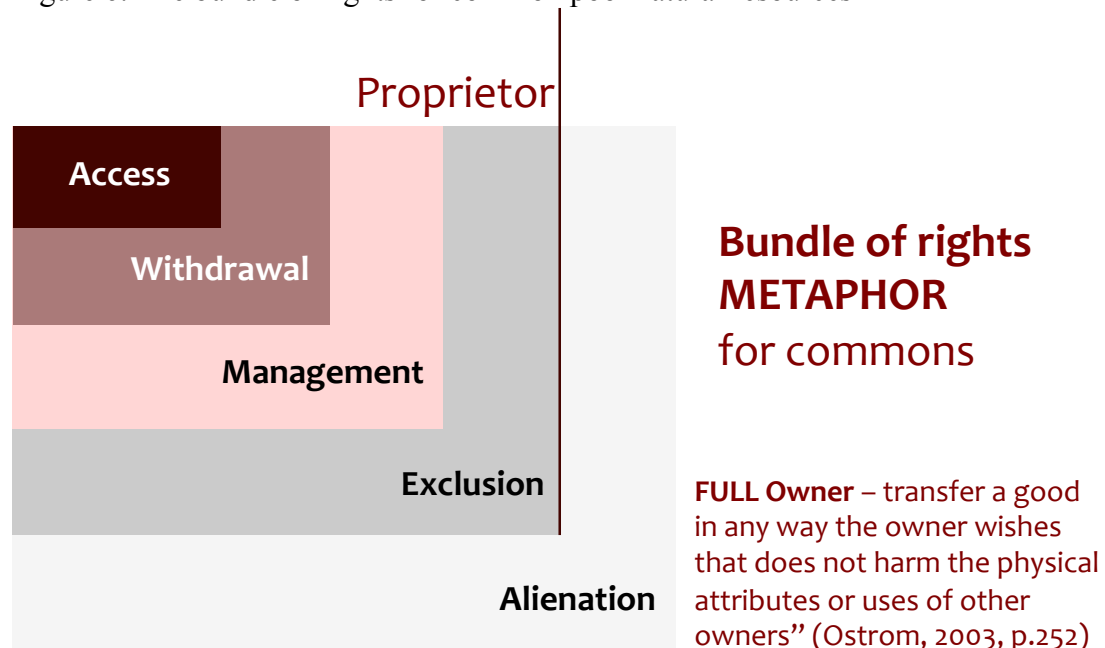 Proprietor
Access
Withdrawal
Management
Exclusion
Alienation
Bundle of rights
METAPHOR
for commons
FULL Owner – transfer a good
in any way the owner wishes
that does not harm the physical
attributes or uses of other
owners” (Ostrom, 2003, p.252)